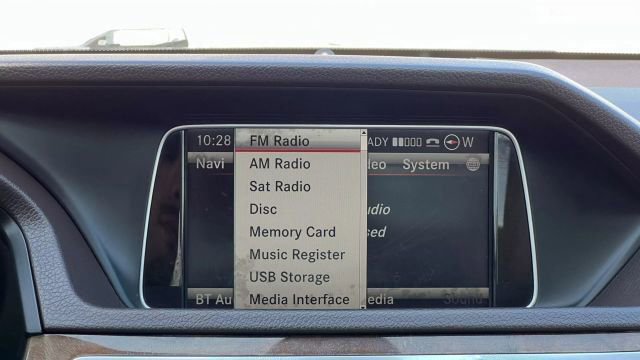 10:28 ADY W
Navi deo System
FM Radio
AM Radio
Sat Radio
Disc
Memory Card
Music Register
USB Storage
Media Interface
udio
sed
BT Au edia Sound